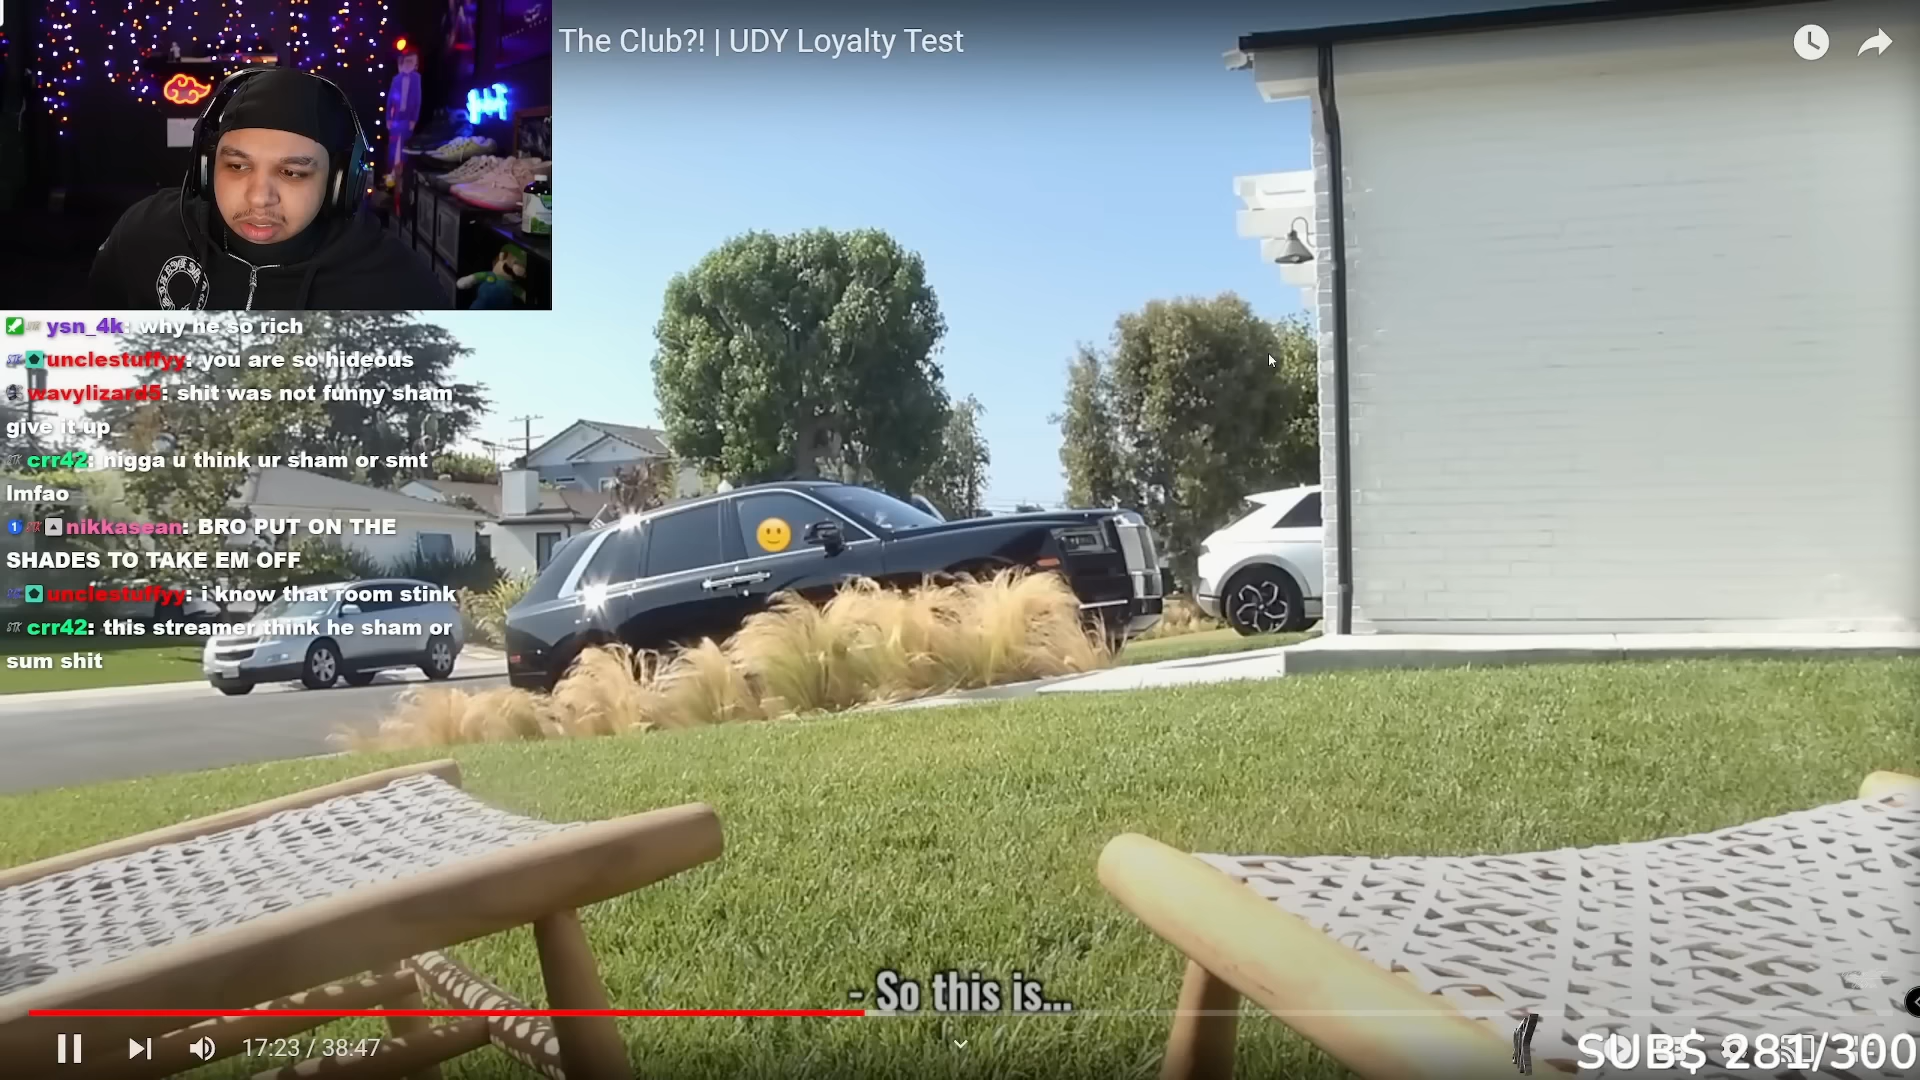 The Club?! | UDY Loyalty Test
ysn_4k: why he so rich
unclestuffyy: you are so hideous
wavylizard5: shit was not funny sham
give it up
crr42: nigga u think ur sham or smt
lmfao
1 nikkasean: BRO PUT ON THE
SHADES TO TAKE EM OFF
unclestuffyy: i know that room stink
crr42: this streamer think he sham or
sum shit
- So this is...
17:23 / 38:47
SUB$ 281/300